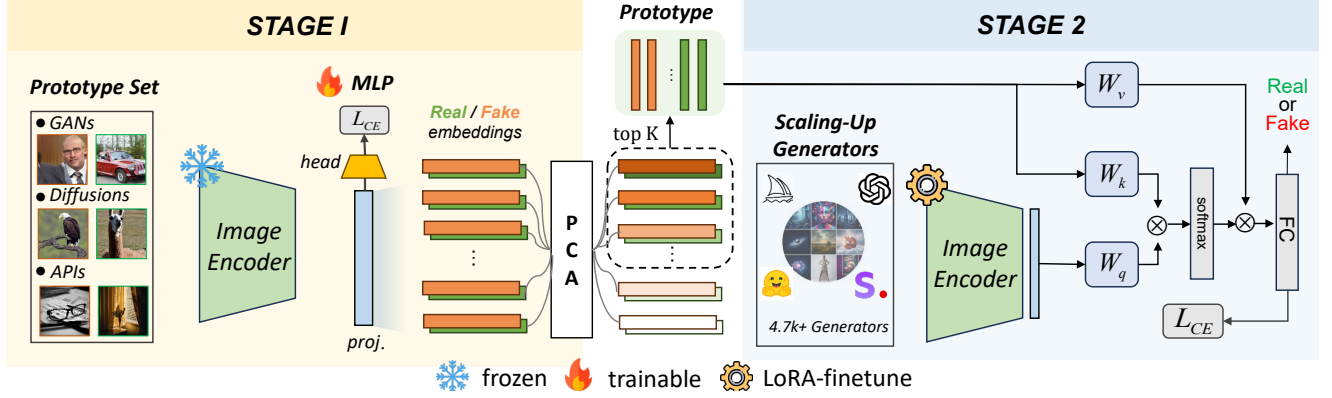 STAGE I
Prototype
STAGE 2
Prototype Set
GANs
Diffusions
APIs
Image
Encoder
MLP
L_CE
head
proj.
Real / Fake
embeddings
...
P
C
A
top K
...
...
Scaling-Up
Generators
S.
4.7k+ Generators
Image
Encoder
W_v
W_k
W_q
softmax
FC
Real
or
Fake
L_CE
frozen
trainable
LoRA-finetune